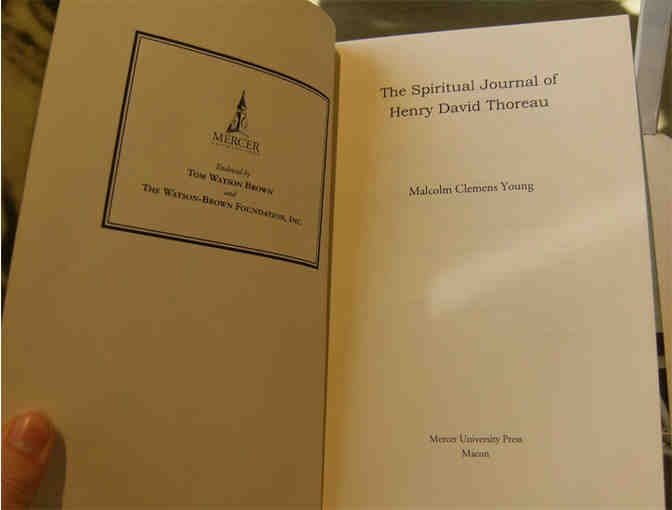 MERCER
Endowed by
TOM WATSON BROWN
and
THE WATSON-BROWN FOUNDATION, INC.
The Spiritual Journal of
Henry David Thoreau
Malcolm Clemens Young
Mercer University Press
Macon